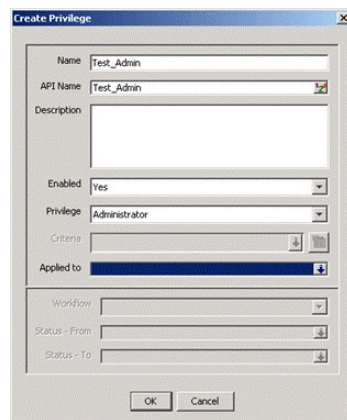 Create Privilege
Name Test_Admin
API Name Test_Admin
Description
Enabled Yes
Privilege Administrator
Criteria
Applied to
Workflow
Status - From
Status - To
OK Cancel